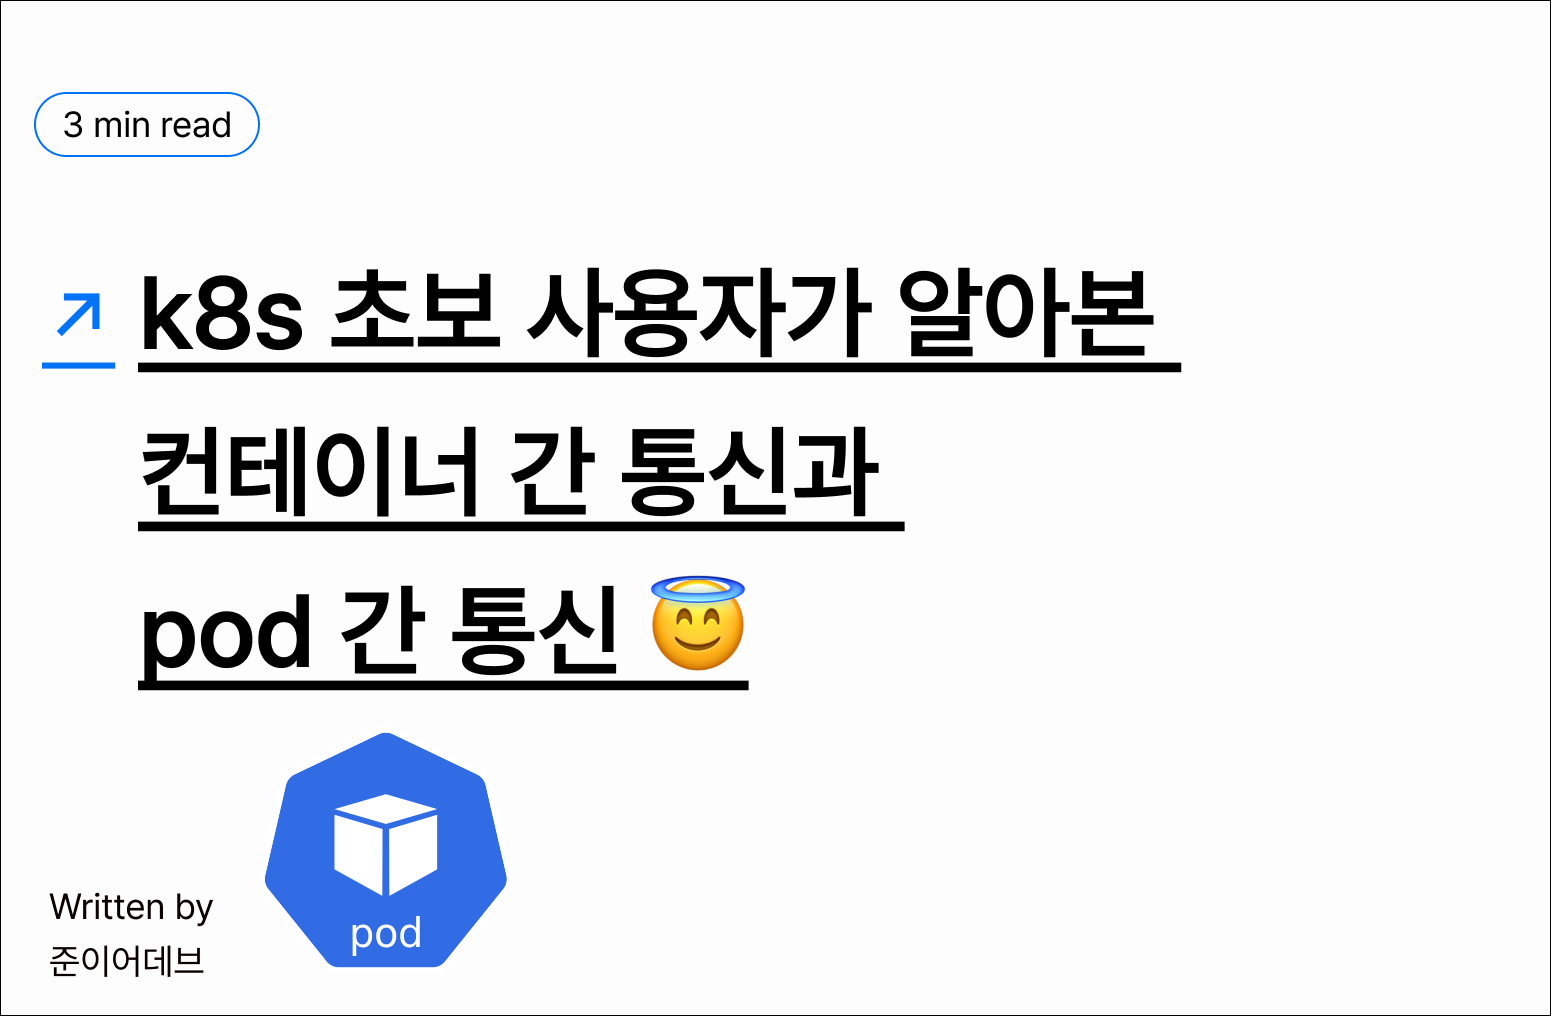 3 min read
k8s 초보 사용자가 알아본
컨테이너 간 통신과
pod 간 통신 😇
pod
Written by
준이어데브